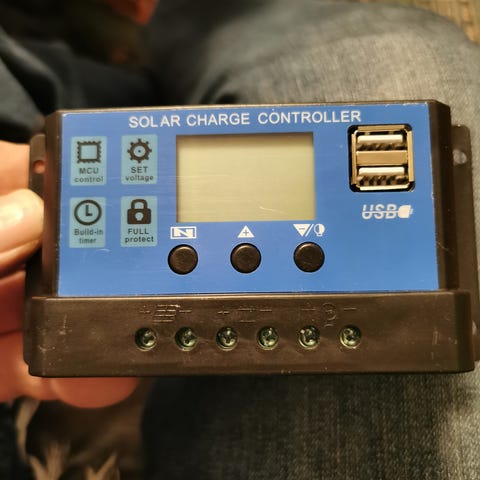 SOLAR CHARGE CONTROLLER
MCU
control
SET
voltage
Build-in
timer
FULL
protect
USB